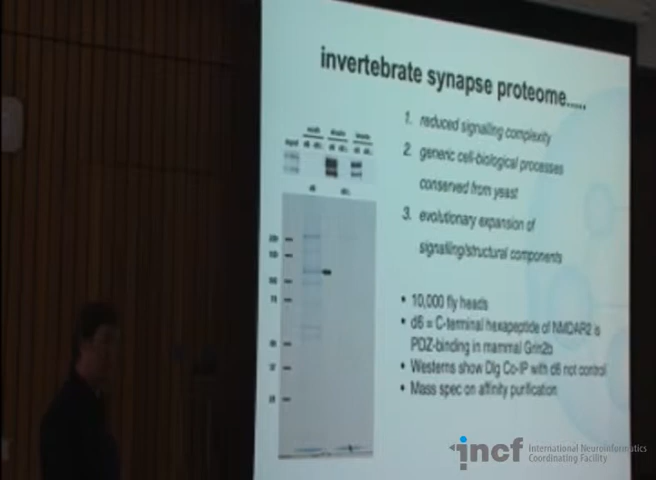 invertebrate synapse proteome.....
1. reduced signalling complexity
2. generic cell-biological processes
conserved from yeast
3. evolutionary expansion of
signalling/structural components
• 10,000 fly heads
• d6 = C-terminal hexapeptide of NMDAR2 is
PDZ-binding in mammal Grin2b
• Westerns show Dlg Co-IP with d6 not control
• Mass spec on affinity purification
incf International Neuroinformatics
Coordinating Facility